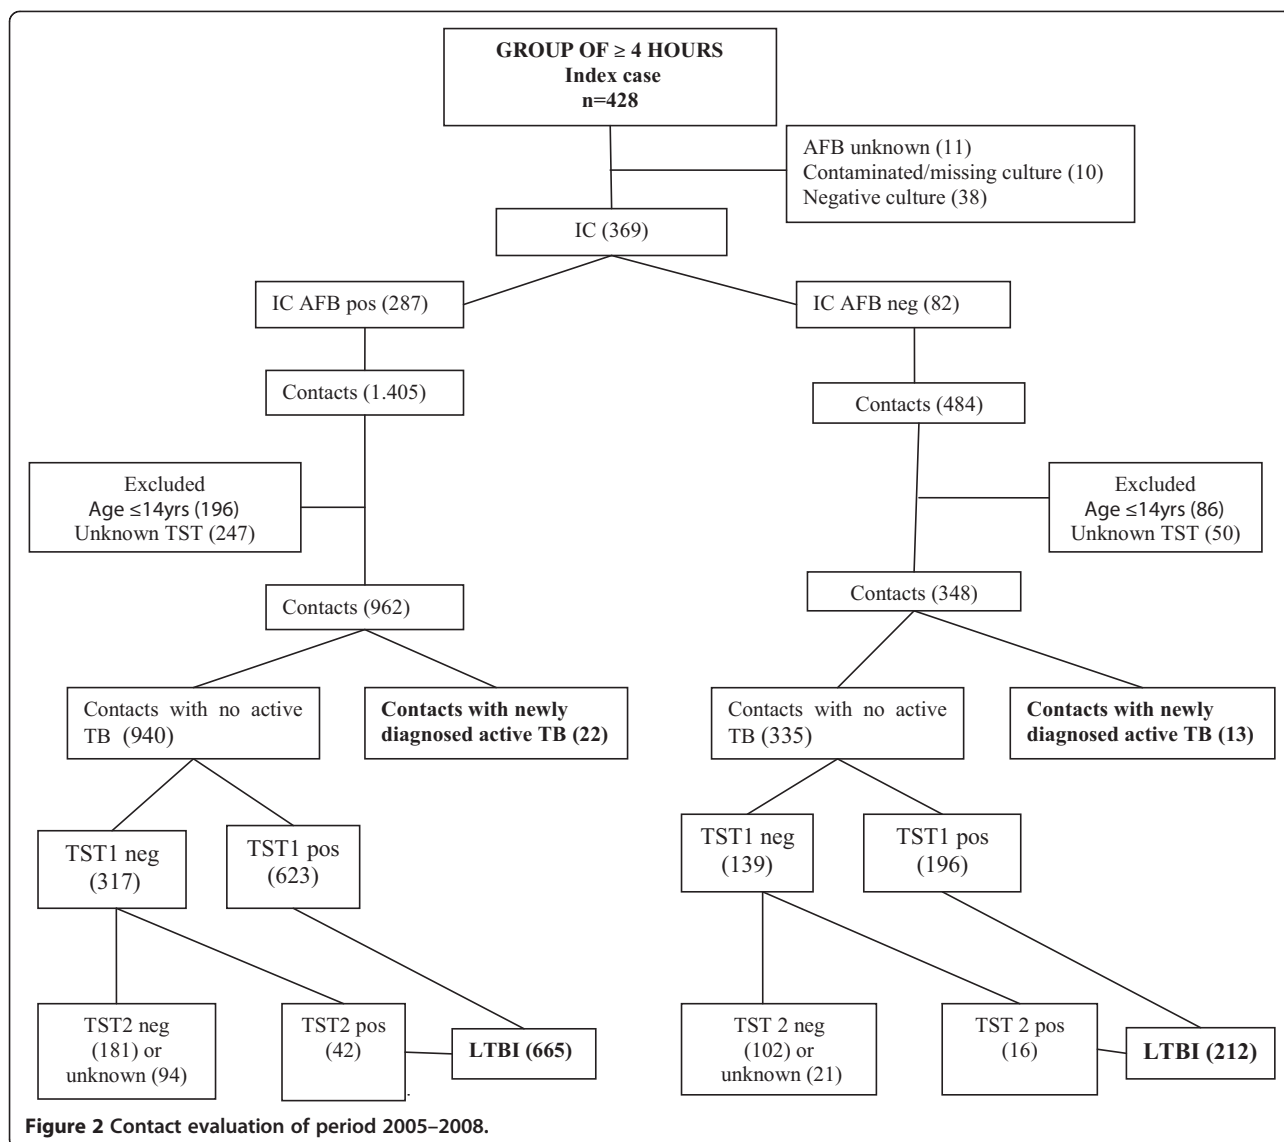 GROUP OF ≥ 4 HOURS
Index case
n=428
AFB unknown (11)
Contaminated/missing culture (10)
Negative culture (38)
IC (369)
IC AFB pos (287)
IC AFB neg (82)
Contacts (1.405)
Contacts (484)
Excluded
Age ≤14yrs (196)
Unknown TST (247)
Excluded
Age ≤14yrs (86)
Unknown TST (50)
Contacts (962)
Contacts (348)
Contacts with no active
TB (940)
Contacts with newly
diagnosed active TB (22)
Contacts with no active
TB (335)
Contacts with newly
diagnosed active TB (13)
TST1 neg
(317)
TST1 pos
(623)
TST1 neg
(139)
TST1 pos
(196)
TST2 neg
(181) or
unknown (94)
TST2 pos
(42)
LTBI (665)
TST 2 neg
(102) or
unknown (21)
TST 2 pos
(16)
LTBI (212)
Figure 2 Contact evaluation of period 2005–2008.